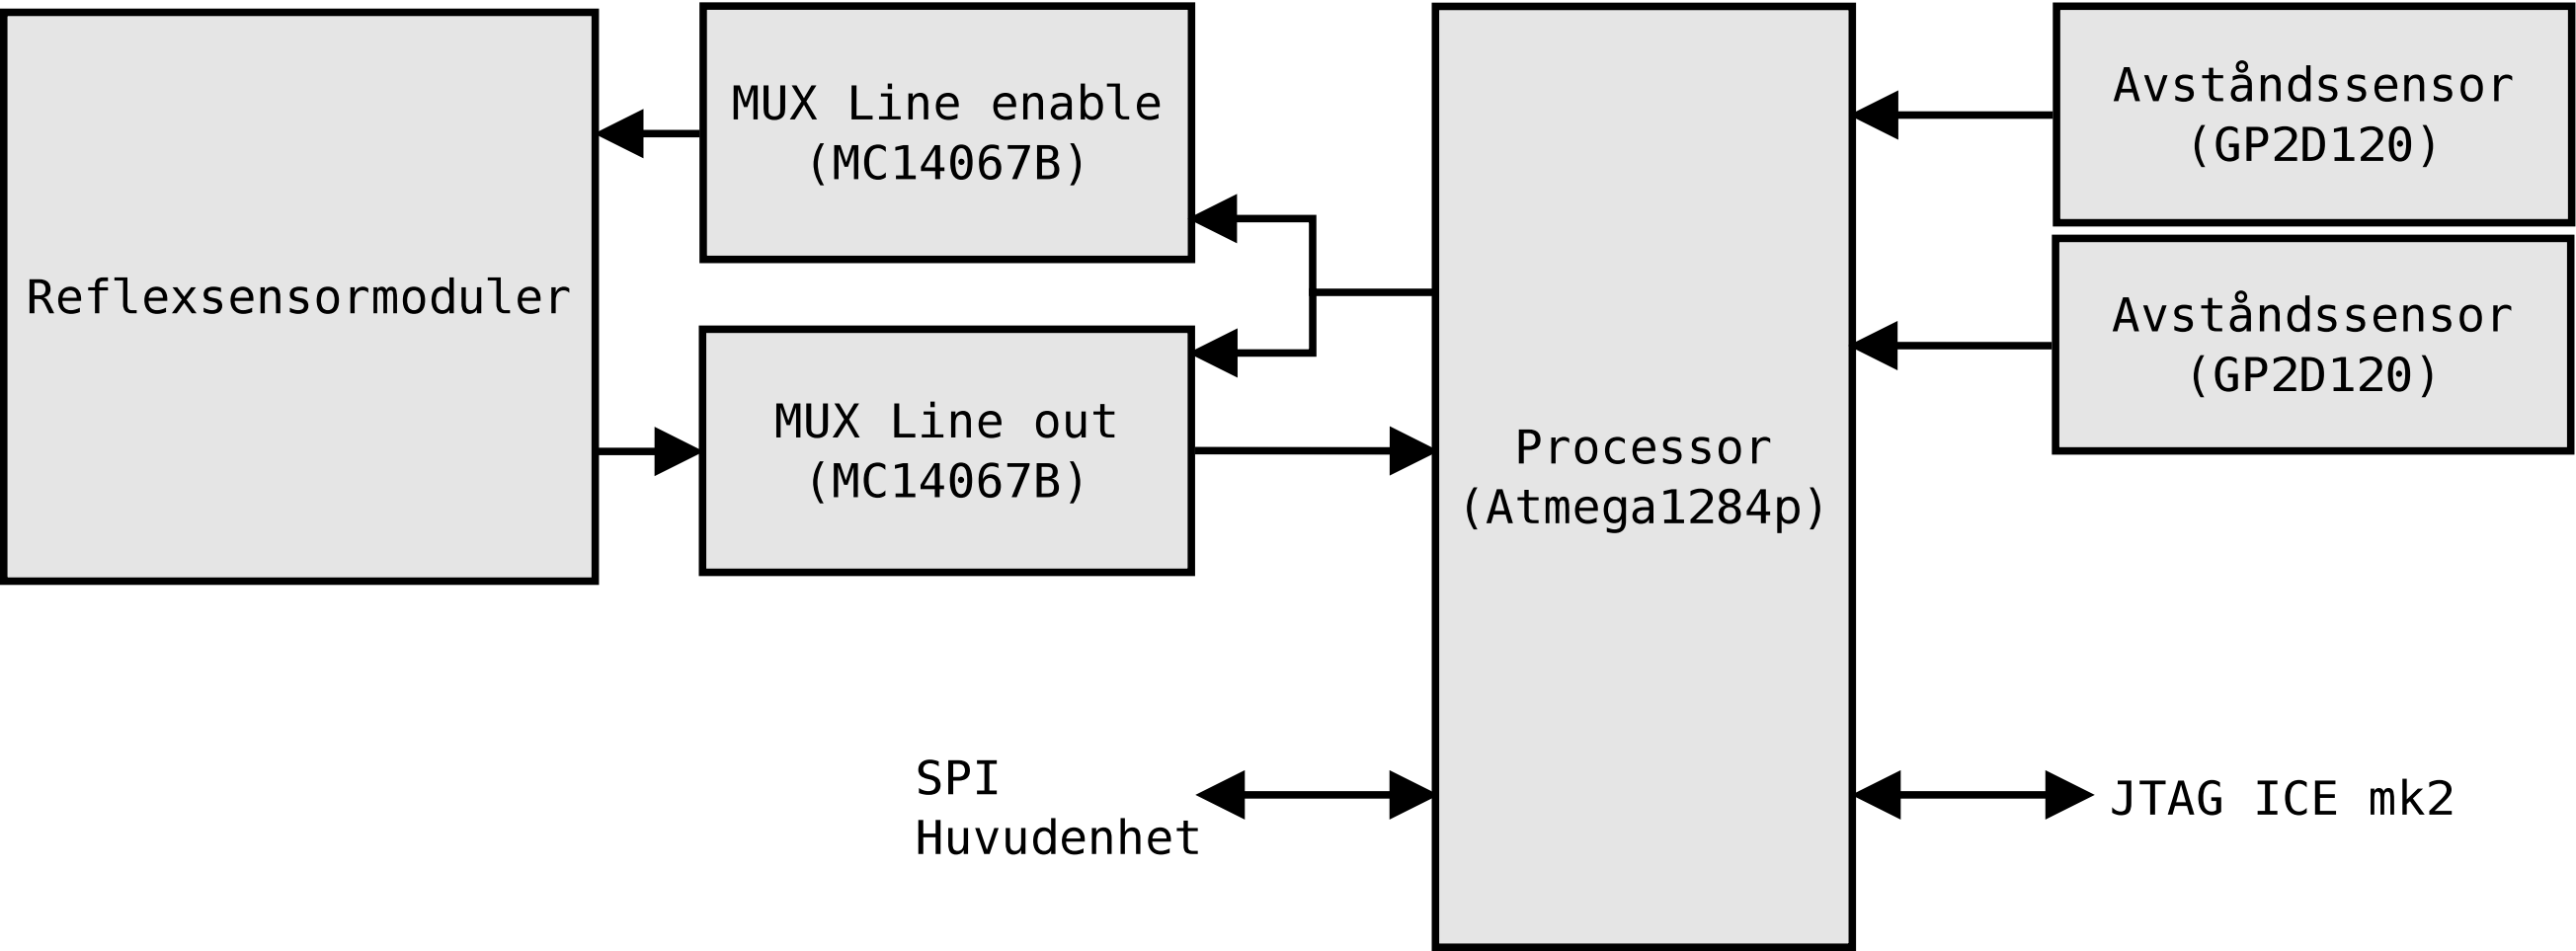 Reflexsensormoduler
MUX Line enable
(MC14067B)
MUX Line out
(MC14067B)
SPI
Huvudenhet
Processor
(Atmega1284p)
Avståndssensor
(GP2D120)
Avståndssensor
(GP2D120)
JTAG ICE mk2